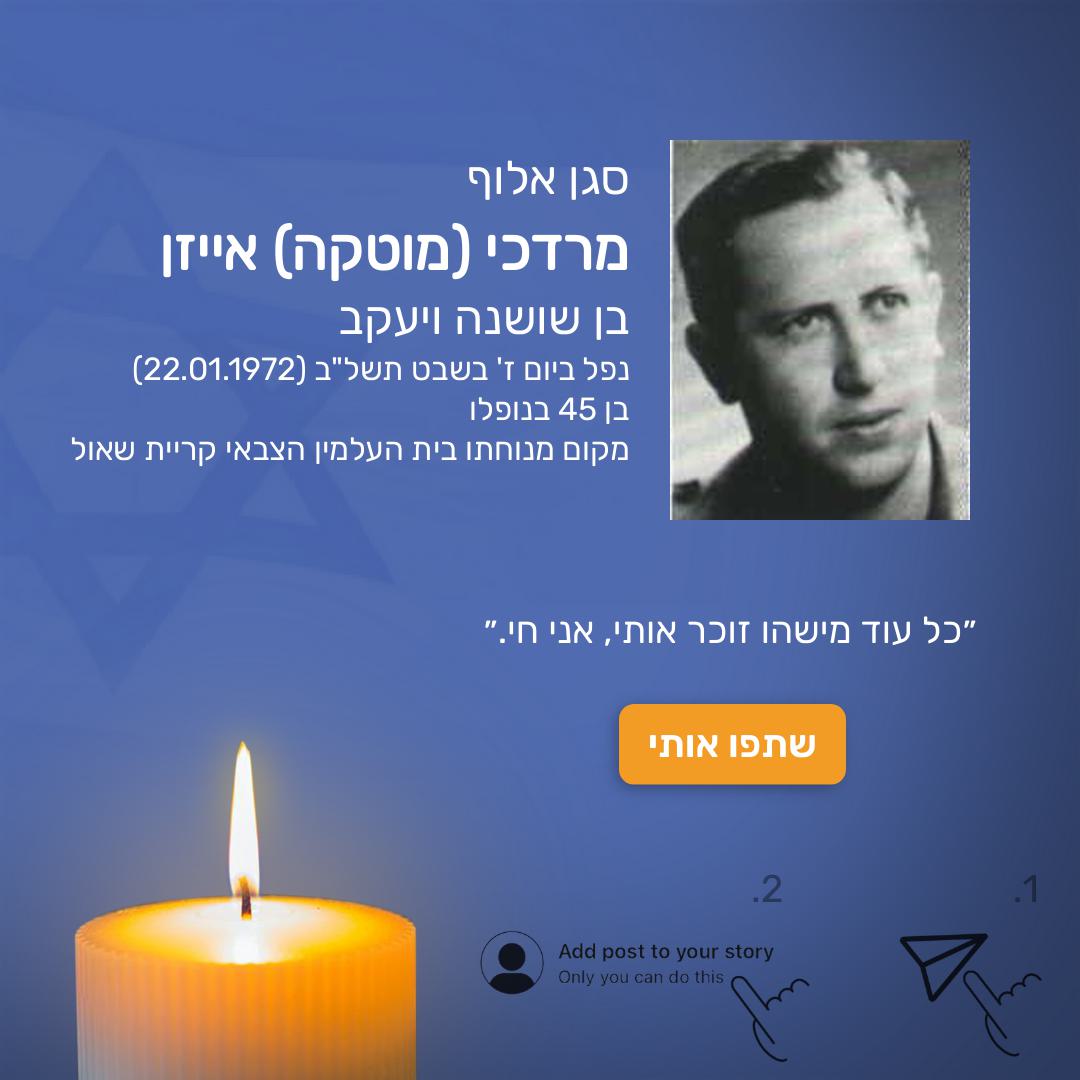 סגן אלוף
מרדכי (מוטקה) אייזן
בן שושנה ויעקב
נפל ביום ז' בשבט תשל"ב (22.01.1972)
בן 45 בנופלו
מקום מנוחתו בית העלמין הצבאי קריית שאול
״כל עוד מישהו זוכר אותי, אני חי.״
שתפו אותי
1.
2.
Add post to your story
Only you can do this